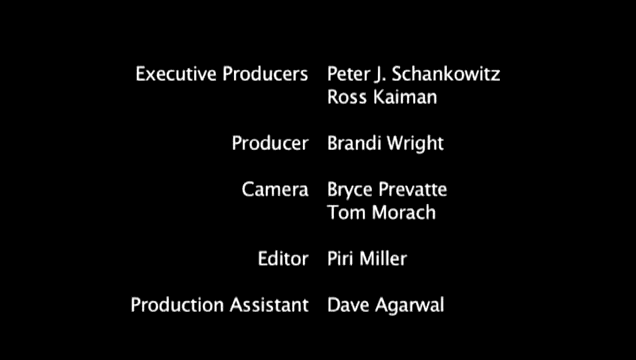 Executive Producers Peter J. Schankowitz
Ross Kaiman
Producer Brandi Wright
Camera Bryce Prevatte
Tom Morach
Editor Piri Miller
Production Assistant Dave Agarwal